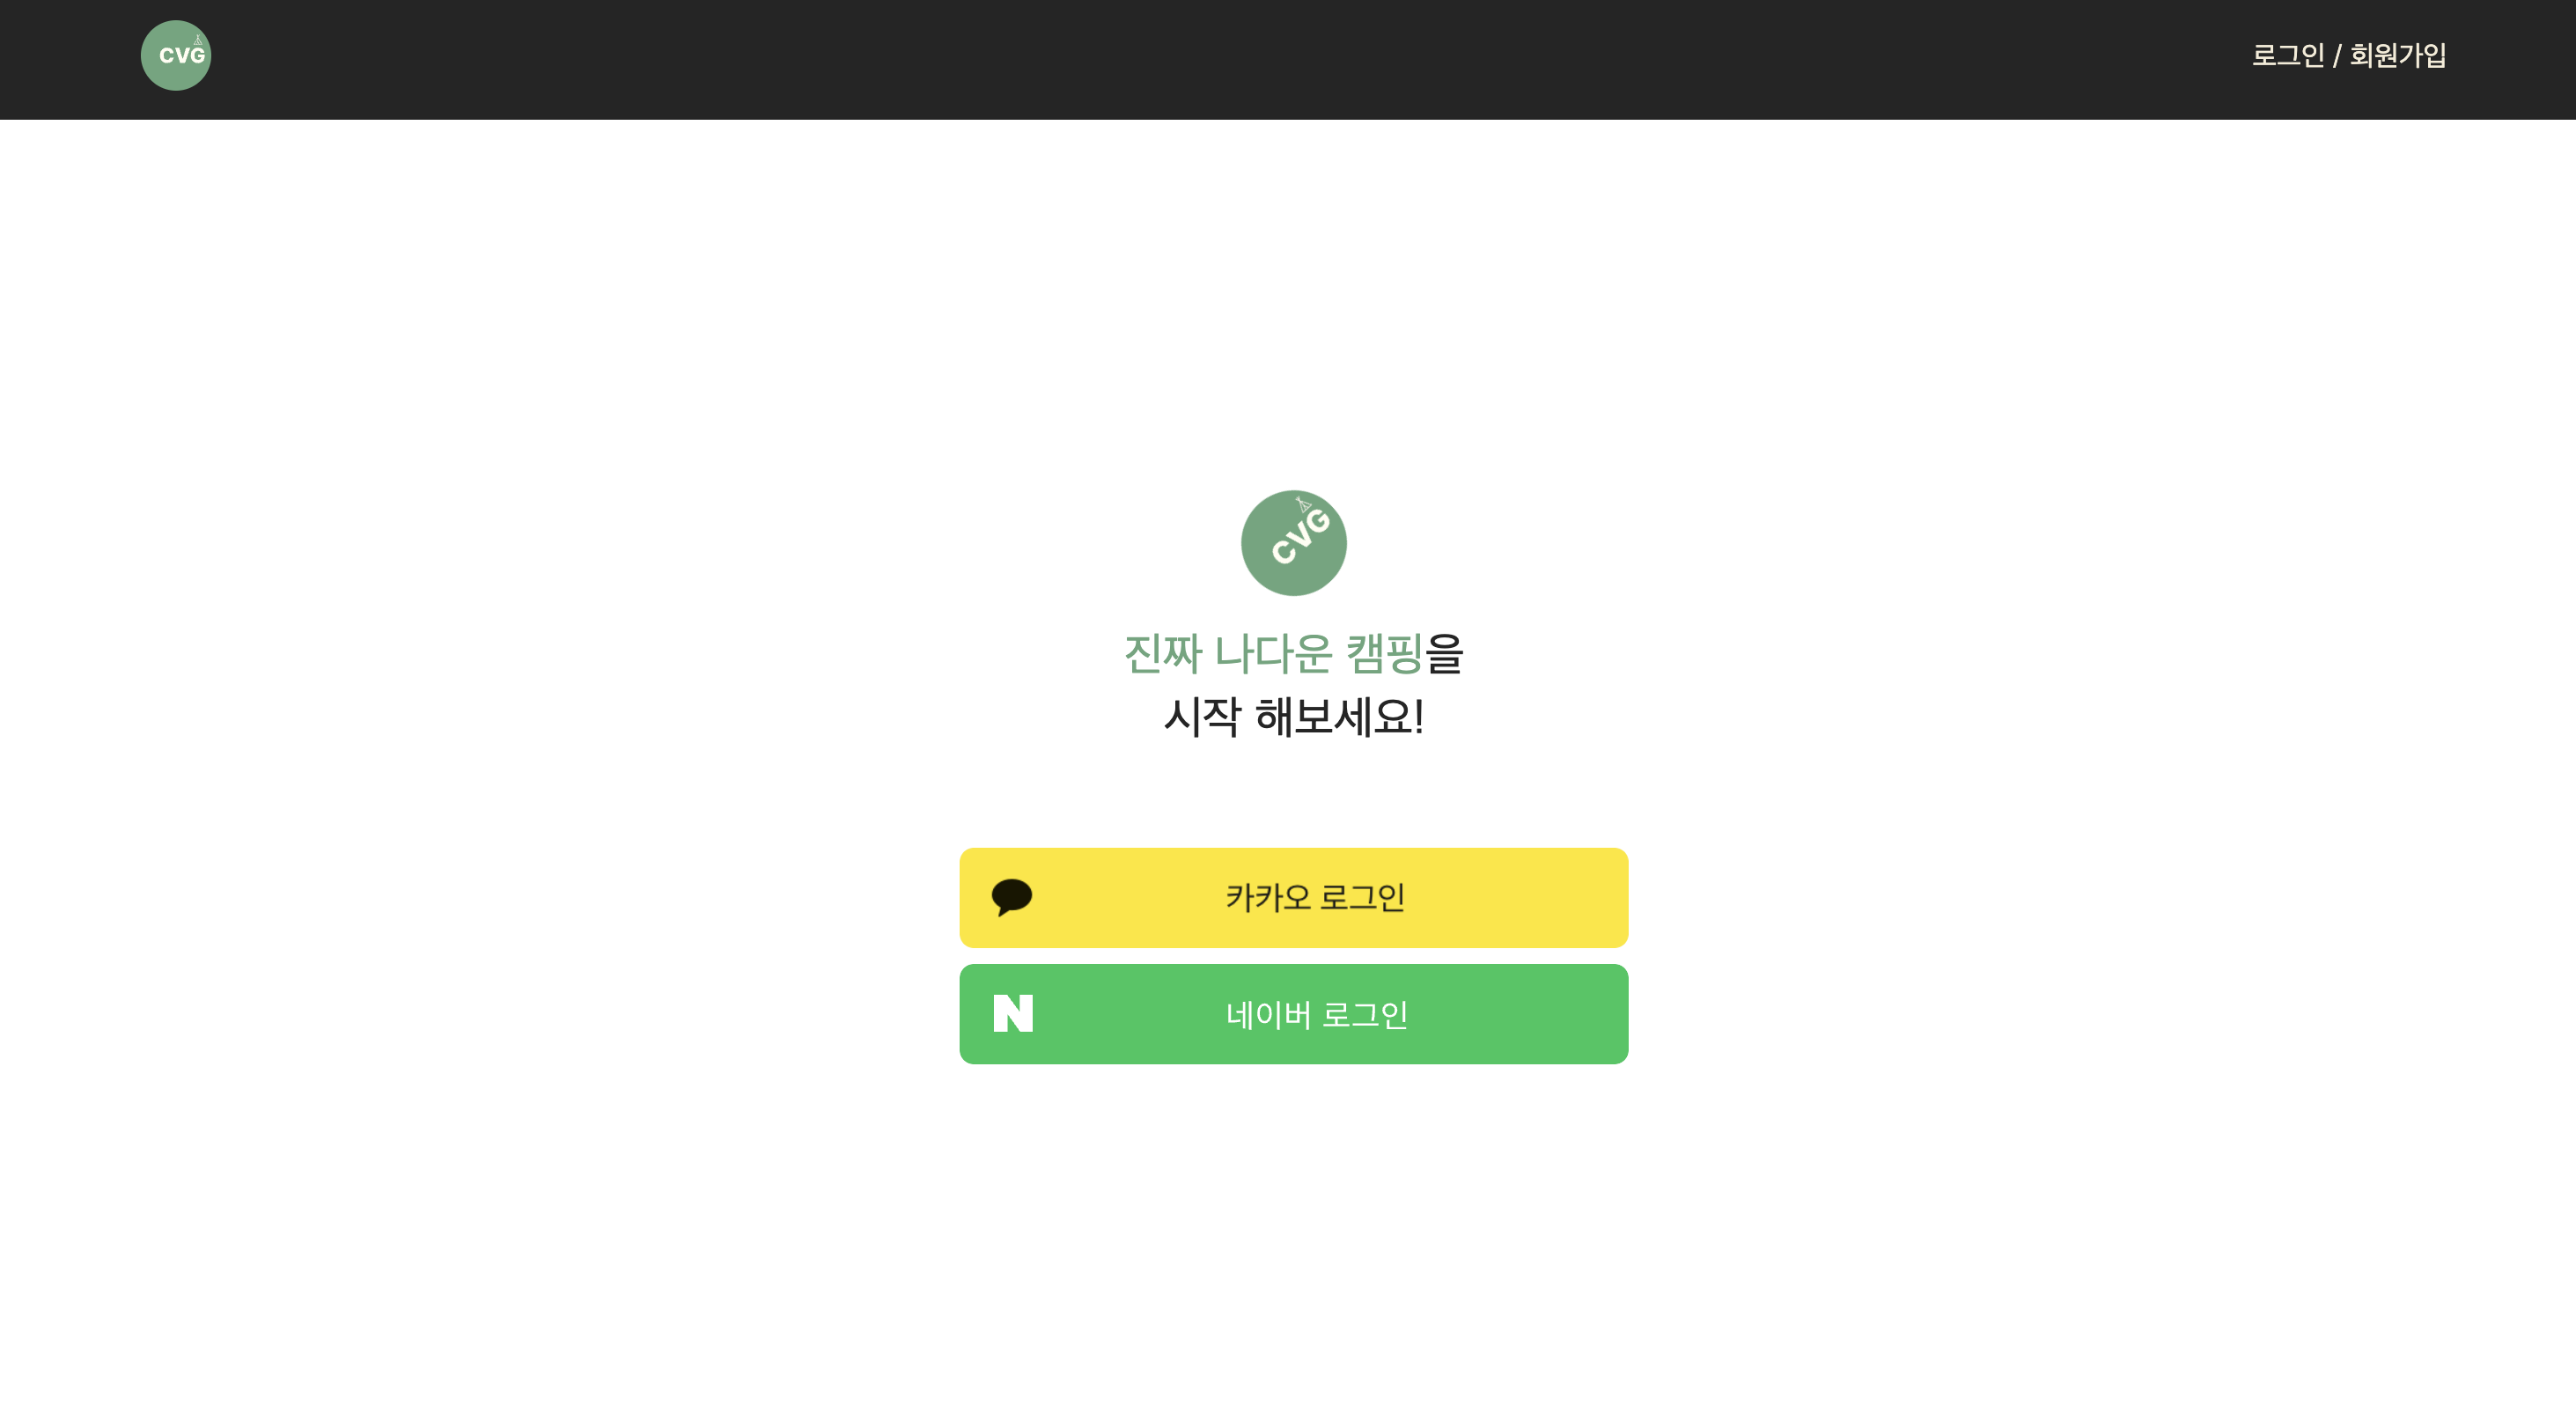 CVG
로그인 / 회원가입
CVG
진짜 나다운 캠핑을
시작 해보세요!
카카오 로그인
N
네이버 로그인